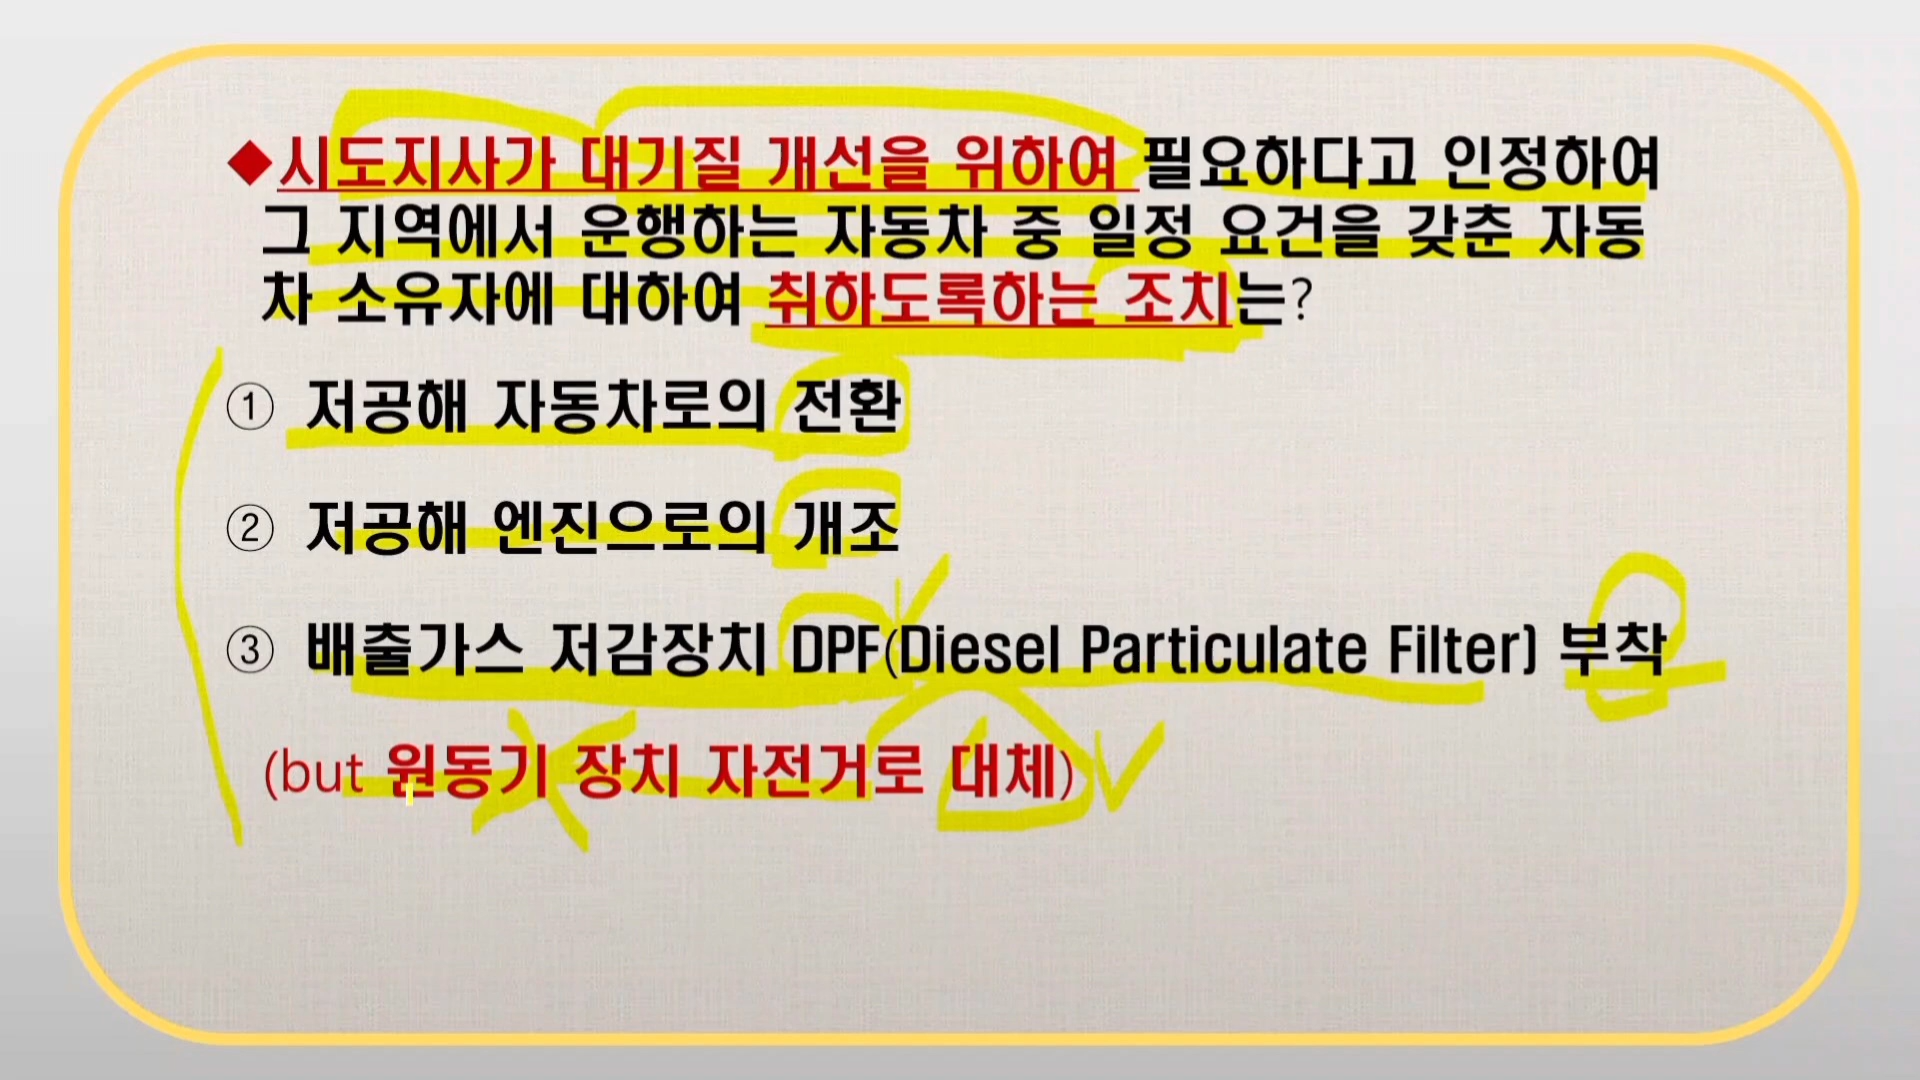 ◆시도지사가 대기질 개선을 위하여 필요하다고 인정하여
그 지역에서 운행하는 자동차 중 일정 요건을 갖춘 자동
차 소유자에 대하여 취하도록하는 조치는?
① 저공해 자동차로의 전환
② 저공해 엔진으로의 개조
③ 배출가스 저감장치 DPF(Diesel Particulate Filter) 부착
(but 원동기 장치 자전거로 대체)